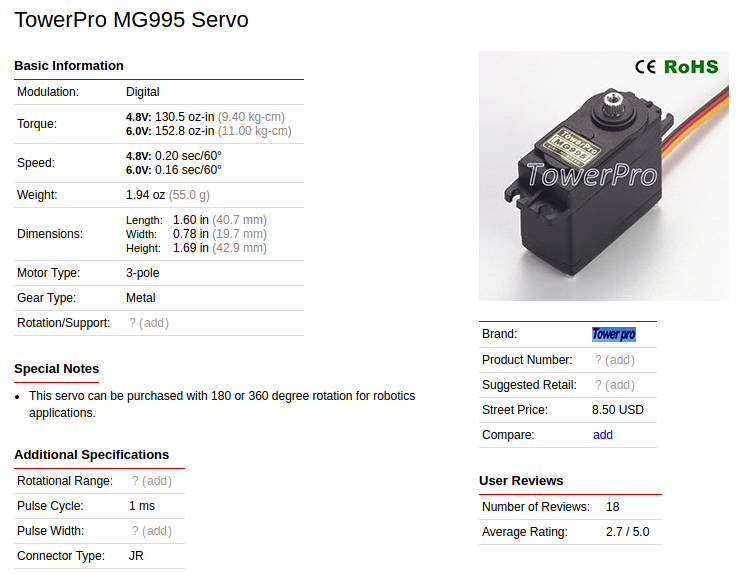 TowerPro MG995 Servo
Basic Information
Modulation: Digital
Torque: 4.8V: 130.5 oz-in (9.40 kg-cm)
6.0V: 152.8 oz-in (11.00 kg-cm)
Speed: 4.8V: 0.20 sec/60°
6.0V: 0.16 sec/60°
Weight: 1.94 oz (55.0 g)
Dimensions: Length: 1.60 in (40.7 mm)
Width: 0.78 in (19.7 mm)
Height: 1.69 in (42.9 mm)
Motor Type: 3-pole
Gear Type: Metal
Rotation/Support: ? (add)
Special Notes
• This servo can be purchased with 180 or 360 degree rotation for robotics
applications.
Additional Specifications
Rotational Range: ? (add)
Pulse Cycle: 1 ms
Pulse Width: ? (add)
Connector Type: JR
CE RoHS
TowerPro
MG995
TowerPro
Brand: Tower pro
Product Number: ? (add)
Suggested Retail: ? (add)
Street Price: 8.50 USD
Compare: add
User Reviews
Number of Reviews: 18
Average Rating: 2.7 / 5.0